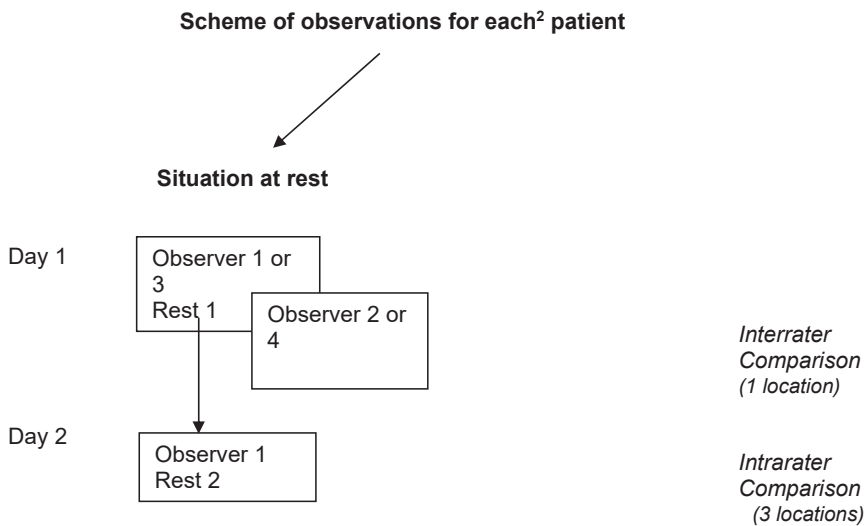 Scheme of observations for each² patient
Situation at rest
Day 1
Observer 1 or
3
Rest 1
Observer 2 or
4
Interrater
Comparison
(1 location)
Day 2
Observer 1
Rest 2
Intrarater
Comparison
(3 locations)